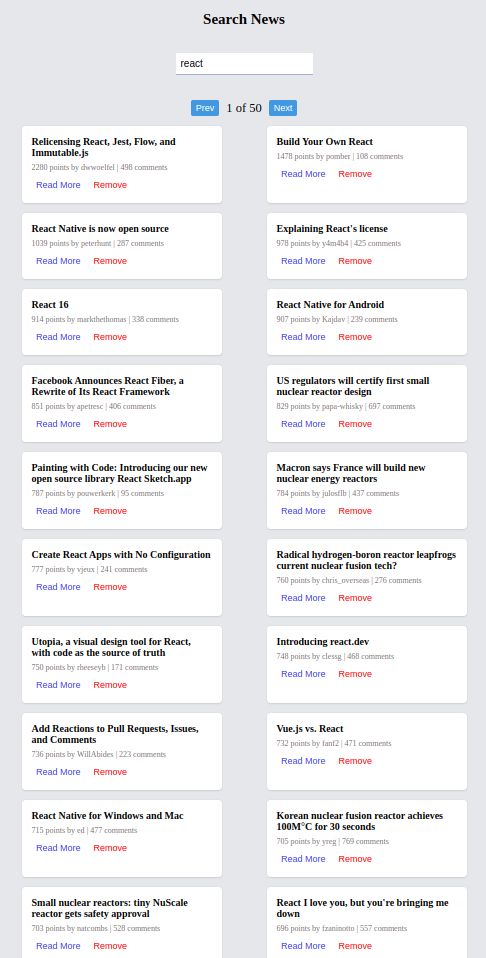 Search News
react
Prev 1 of 50 Next
Relicensing React, Jest, Flow, and
Immutable.js
2280 points by dwwoelfel | 498 comments
Read More Remove
Build Your Own React
1478 points by pomber | 108 comments
Read More Remove
React Native is now open source
1039 points by peterhunt | 287 comments
Read More Remove
Explaining React's license
978 points by y4m4b4 | 425 comments
Read More Remove
React 16
914 points by markthethomas | 338 comments
Read More Remove
React Native for Android
907 points by Kajdav | 239 comments
Read More Remove
Facebook Announces React Fiber, a
Rewrite of Its React Framework
851 points by apetresc | 406 comments
Read More Remove
US regulators will certify first small
nuclear reactor design
829 points by papa-whisky | 697 comments
Read More Remove
Painting with Code: Introducing our new
open source library React Sketch.app
787 points by pouwerkerk | 95 comments
Read More Remove
Macron says France will build new
nuclear energy reactors
784 points by julosflb | 437 comments
Read More Remove
Create React Apps with No Configuration
777 points by vjeux | 241 comments
Read More Remove
Radical hydrogen-boron reactor leapfrogs
current nuclear fusion tech?
760 points by chris_overseas | 276 comments
Read More Remove
Utopia, a visual design tool for React,
with code as the source of truth
750 points by rheeseyb | 171 comments
Read More Remove
Introducing react.dev
748 points by clessg | 468 comments
Read More Remove
Add Reactions to Pull Requests, Issues,
and Comments
736 points by WillAbides | 223 comments
Read More Remove
Vue.js vs. React
732 points by fanf2 | 471 comments
Read More Remove
React Native for Windows and Mac
715 points by ed | 477 comments
Read More Remove
Korean nuclear fusion reactor achieves
100M°C for 30 seconds
705 points by yreg | 769 comments
Read More Remove
Small nuclear reactors: tiny NuScale
reactor gets safety approval
703 points by natcombs | 528 comments
Read More Remove
React I love you, but you're bringing me
down
696 points by fzaninotto | 557 comments
Read More Remove